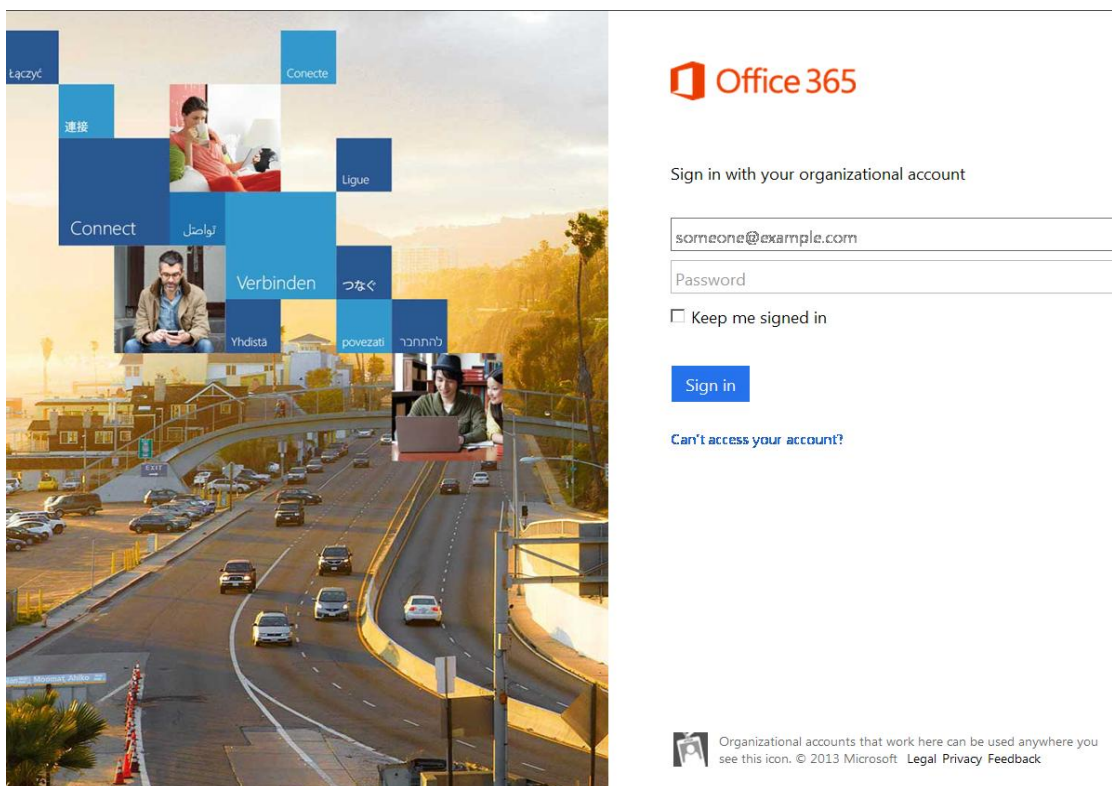 Łączyć
Conecte
連接
Ligue
Connect
تواصل
Verbinden
つなぐ
Yhdistä
povezati
להתחבר
EXIT
Office 365
Sign in with your organizational account
someone@example.com
Password
Keep me signed in
Sign in
Can't access your account?
Organizational accounts that work here can be used anywhere you
see this icon. © 2013 Microsoft Legal Privacy Feedback